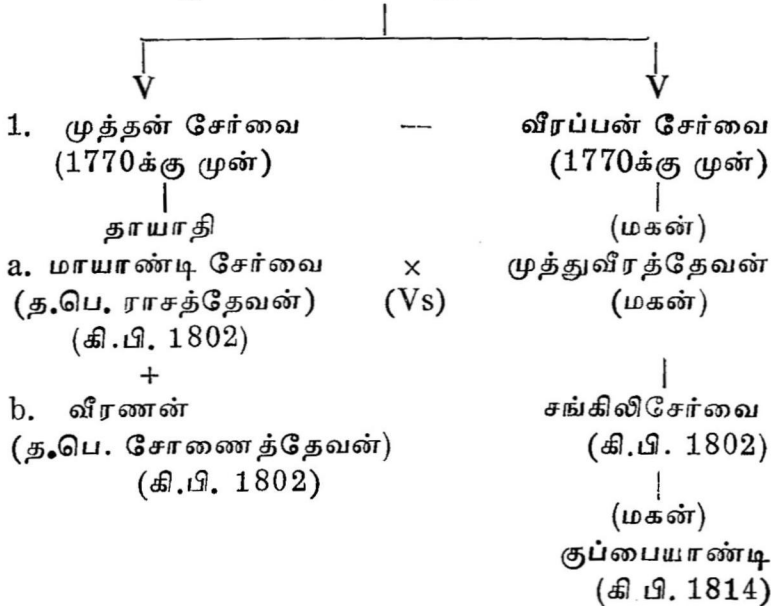 V V
1. முத்தன் சேர்வை — வீரப்பன் சேர்வை
(1770க்கு முன்) (1770க்கு முன்)
தாயாதி (மகன்)
a. மாயாண்டி சேர்வை × முத்துவீரத்தேவன்
(த.பெ. ராசத்தேவன்) (Vs) (மகன்)
(கி.பி. 1802)
+
b. வீரணன் சங்கிலிசேர்வை
(த.பெ. சோணைத்தேவன்) (கி.பி. 1802)
(கி.பி. 1802)
(மகன்)
குப்பையாண்டி
(கி பி. 1814)